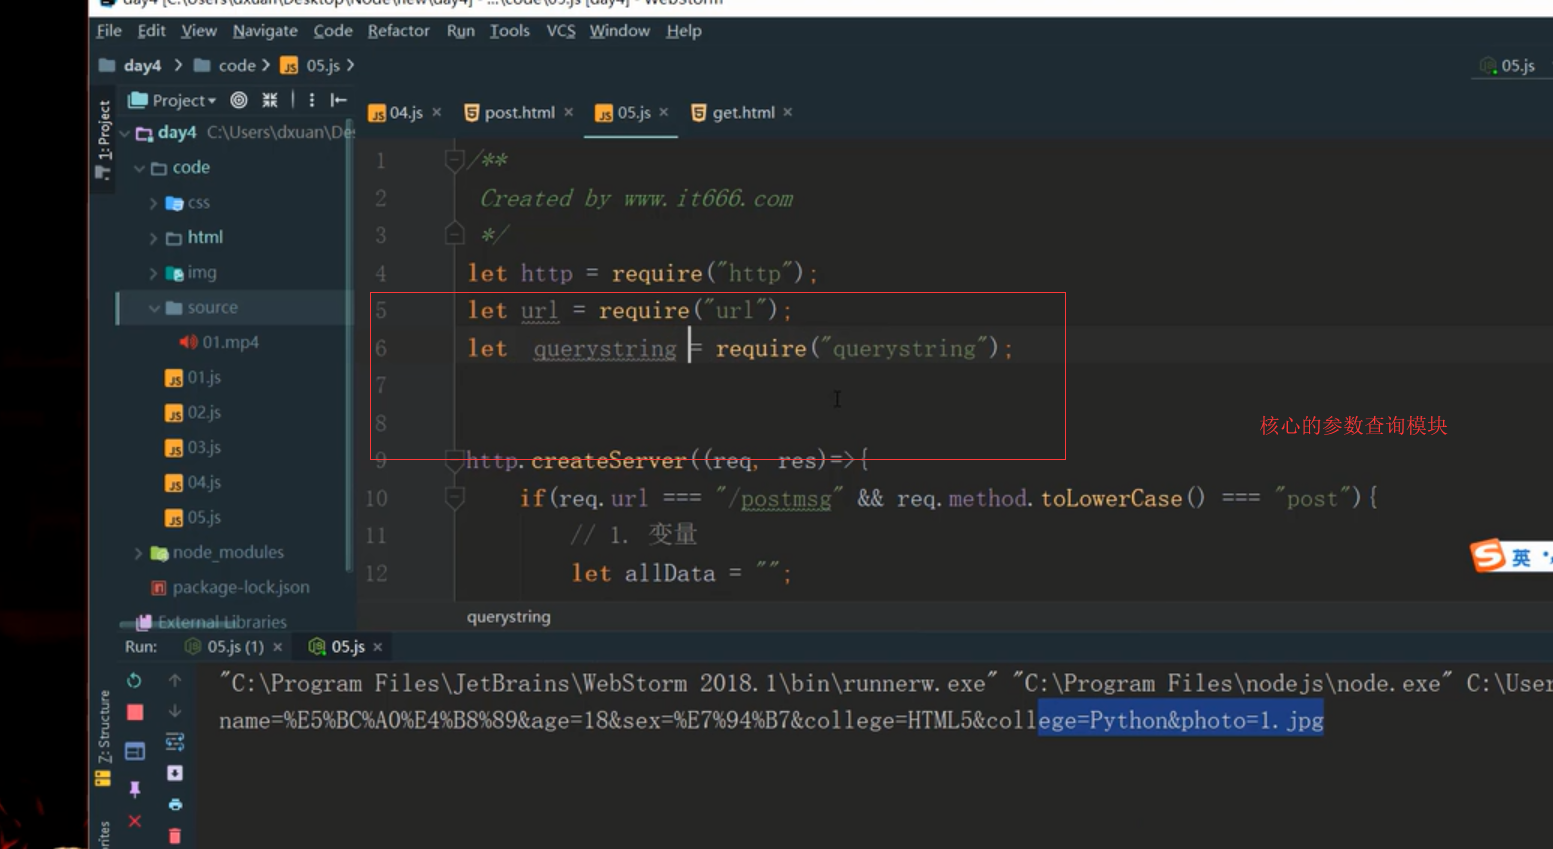 File Edit View Navigate Code Refactor Run Tools VCS Window Help
day4 code 05.js
05.js
Project
04.js post.html 05.js get.html
1: Project
day4 C:\Users\dxuan\De
code
css
html
img
source
01.mp4
01.js
02.js
03.js
04.js
05.js
node_modules
package-lock.json
External Libraries
1 /**
2 Created by www.it666.com
3 */
4 let http = require("http");
5 let url = require("url");
6 let querystring = require("querystring");
7
8
核心的参数查询模块
9 http.createServer((req, res)=>{
10 if(req.url === "/postmsg" && req.method.toLowerCase() === "post"){
11 // 1. 变量
12 let allData = "";
英
querystring
Run: 05.js (1) 05.js
"C:\Program Files\JetBrains\WebStorm 2018.1\bin\runnerw.exe" "C:\Program Files\nodejs\node.exe" C:\User
name=%E5%BC%A0%E4%B8%89&age=18&sex=%E7%94%B7&college=HTML5&college=Python&photo=1.jpg
Z: Structure